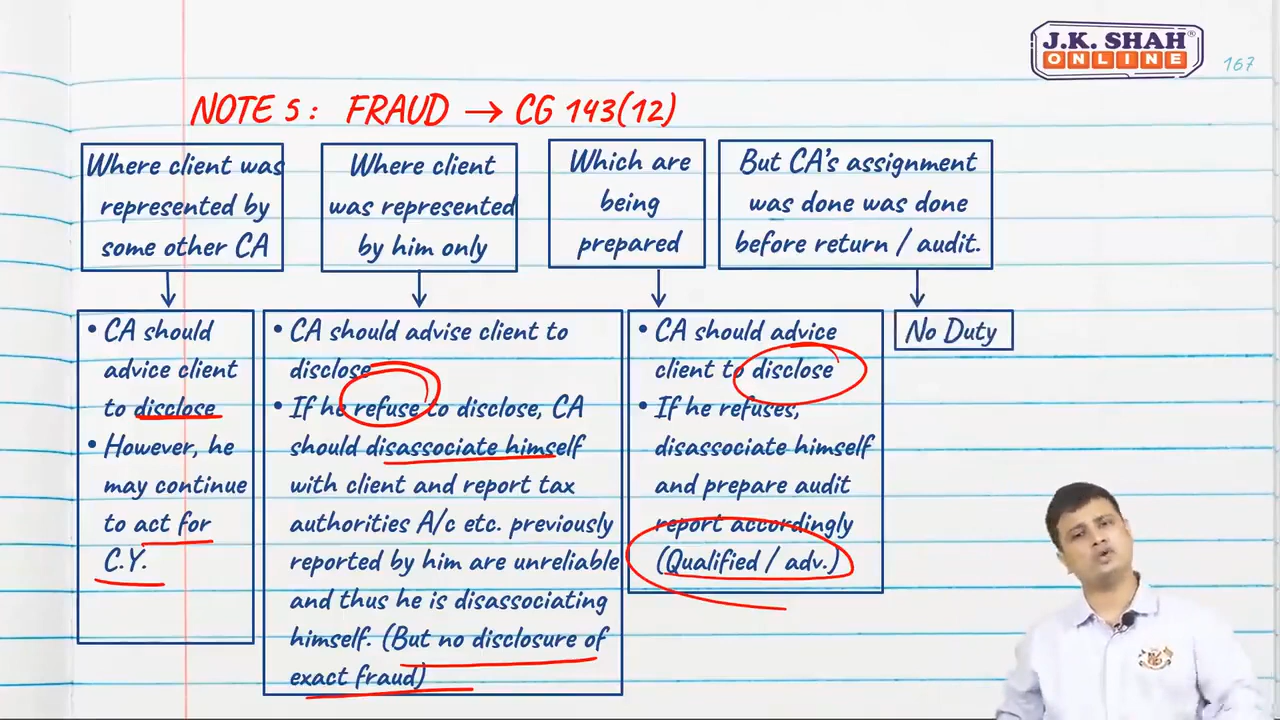 J.K. SHAH®
ONLINE
167
NOTE 5 : FRAUD → CG 143(12)
Where client was
represented by
some other CA
Where client
was represented
by him only
Which are
being
prepared
But CA's assignment
was done was done
before return / audit.
• CA should
advice client
to disclose
• However, he
may continue
to act for
C.Y.
• CA should advise client to
disclose
• If he refuse to disclose, CA
should disassociate himself
with client and report tax
authorities A/c etc. previously
reported by him are unreliable
and thus he is disassociating
himself. (But no disclosure of
exact fraud)
• CA should advice
client to disclose
• If he refuses,
disassociate himself
and prepare audit
report accordingly
(Qualified / adv.)
No Duty